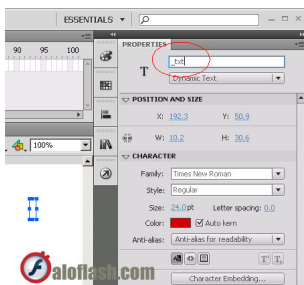 ESSENTIALS
90 95 100
PROPERTIES
_txt
T
Dynamic Text
POSITION AND SIZE
X: 192.3 Y: 50.9
W: 10.2 H: 30.6
100%
CHARACTER
Family: Times New Roman
Style: Regular
Size: 24.0 pt Letter spacing: 0.0
Color: Auto kern
Anti-alias: Anti-alias for readability
T T
Character Embedding...
aloflash.com